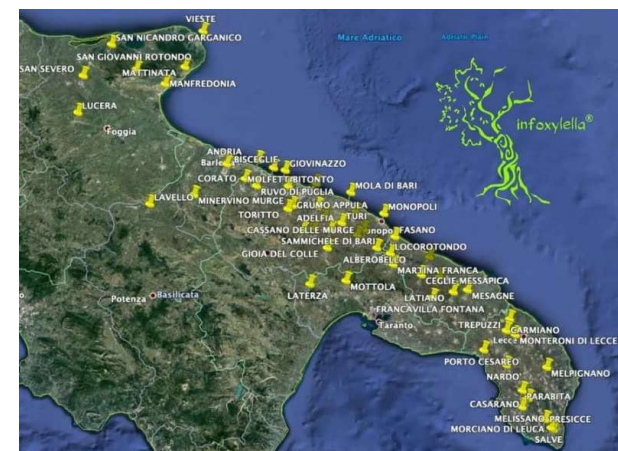 VIESTE
SAN NICANDRO GARGANICO
Mare Adriatico
Adriatic Plain
SAN GIOVANNI ROTONDO
SAN SEVERO
MATTINATA
MANFREDONIA
LUCERA
Foggia
infoxylella®
ANDRIA
BISCEGLIE
GIOVINAZZO
CORATO
MOLFETT
BITONTO
RUVO DI PUGLIA
MOLA DI BARI
LAVELLO
MINERVINO MURGE
GRUMO APPULA
MONOPOLI
TORITTO
ADELFIA
TURI
CASSANO DELLE MURGE
FASANO
SAMMICHELE DI BARI
LOCOROTONDO
GIOIA DEL COLLE
ALBEROBELLO
MARTINA FRANCA
CEGLIE MESSAPICA
Potenza
Basilicata
LATERZA
MOTTOLA
LATIANO
MESAGNE
FRANCAVILLA FONTANA
Taranto
TREPUZZI
CARMIANO
Lecce
MONTERONI DI LECCE
PORTO CESAREO
NARDO'
MELPIGNANO
PARABITA
CASARANO
MELISSANO
PRESICCE
MORCIANO DI LEUCA
SALVE